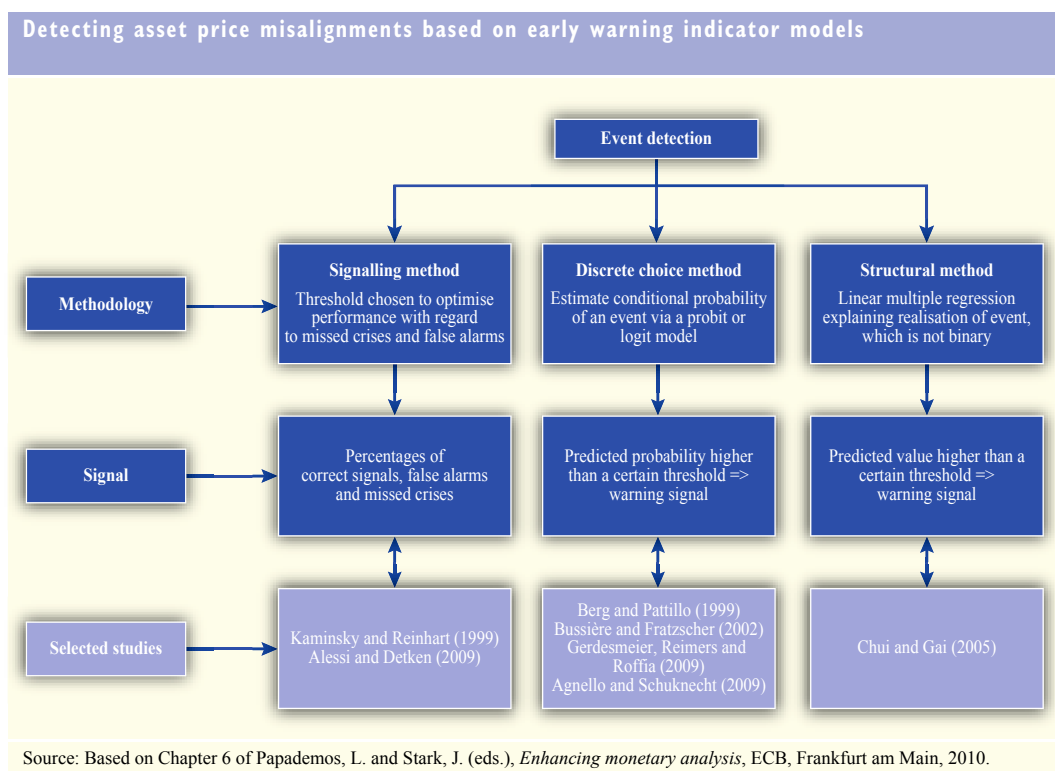 Detecting asset price misalignments based on early warning indicator models
Event detection
Methodology
Signalling method
Threshold chosen to optimise
performance with regard
to missed crises and false alarms
Discrete choice method
Estimate conditional probability
of an event via a probit or
logit model
Structural method
Linear multiple regression
explaining realisation of event,
which is not binary
Signal
Percentages of
correct signals, false alarms
and missed crises
Predicted probability higher
than a certain threshold =>
warning signal
Predicted value higher than a
certain threshold =>
warning signal
Selected studies
Kaminsky and Reinhart (1999)
Alessi and Detken (2009)
Berg and Pattillo (1999)
Bussière and Fratzscher (2002)
Gerdesmeier, Reimers and
Roffia (2009)
Agnello and Schuknecht (2009)
Chui and Gai (2005)
Source: Based on Chapter 6 of Papademos, L. and Stark, J. (eds.), Enhancing monetary analysis, ECB, Frankfurt am Main, 2010.